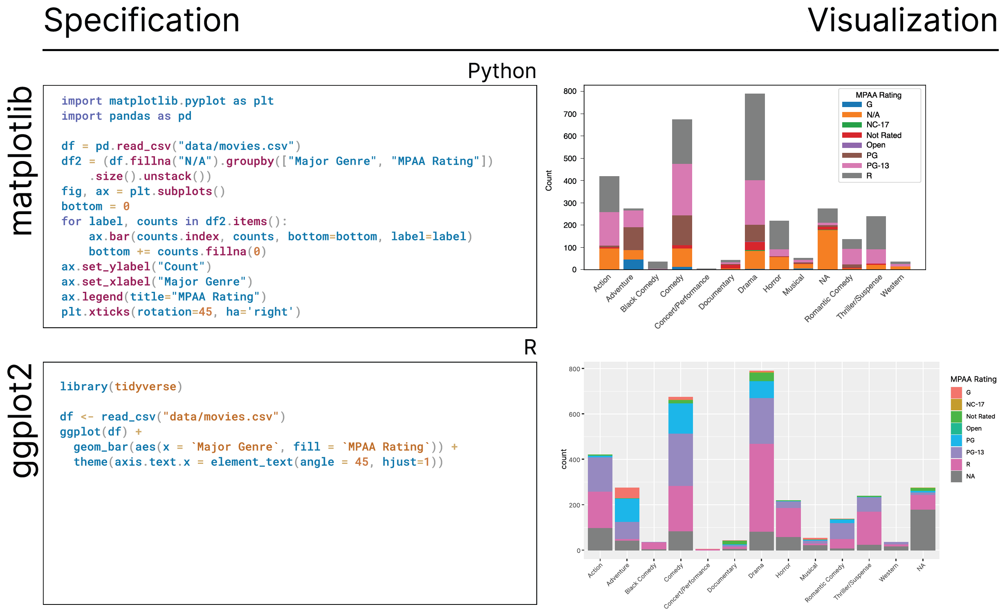 Specification
Visualization
matplotlib
Python
import matplotlib.pyplot as plt
import pandas as pd
df = pd.read_csv("data/movies.csv")
df2 = (df.fillna("N/A").groupby(["Major Genre", "MPAA Rating"])
    .size().unstack())
fig, ax = plt.subplots()
bottom = 0
for label, counts in df2.items():
    ax.bar(counts.index, counts, bottom=bottom, label=label)
    bottom += counts.fillna(0)
ax.set_ylabel("Count")
ax.set_xlabel("Major Genre")
ax.legend(title="MPAA Rating")
plt.xticks(rotation=45, ha='right')
Count
800
700
600
500
400
300
200
100
0
MPAA Rating
G
N/A
NC-17
Not Rated
Open
PG
PG-13
R
Action
Adventure
Black Comedy
Comedy
Concert/Performance
Documentary
Drama
Horror
Musical
NA
Romantic Comedy
Thriller/Suspense
Western
ggplot2
R
library(tidyverse)
df <- read_csv("data/movies.csv")
ggplot(df) +
  geom_bar(aes(x = `Major Genre`, fill = `MPAA Rating`)) +
  theme(axis.text.x = element_text(angle = 45, hjust=1))
count
800
600
400
200
0
MPAA Rating
G
NC-17
Not Rated
Open
PG
PG-13
R
NA
Action
Adventure
Black Comedy
Comedy
Concert/Performance
Documentary
Drama
Horror
Musical
Romantic Comedy
Thriller/Suspense
Western
NA